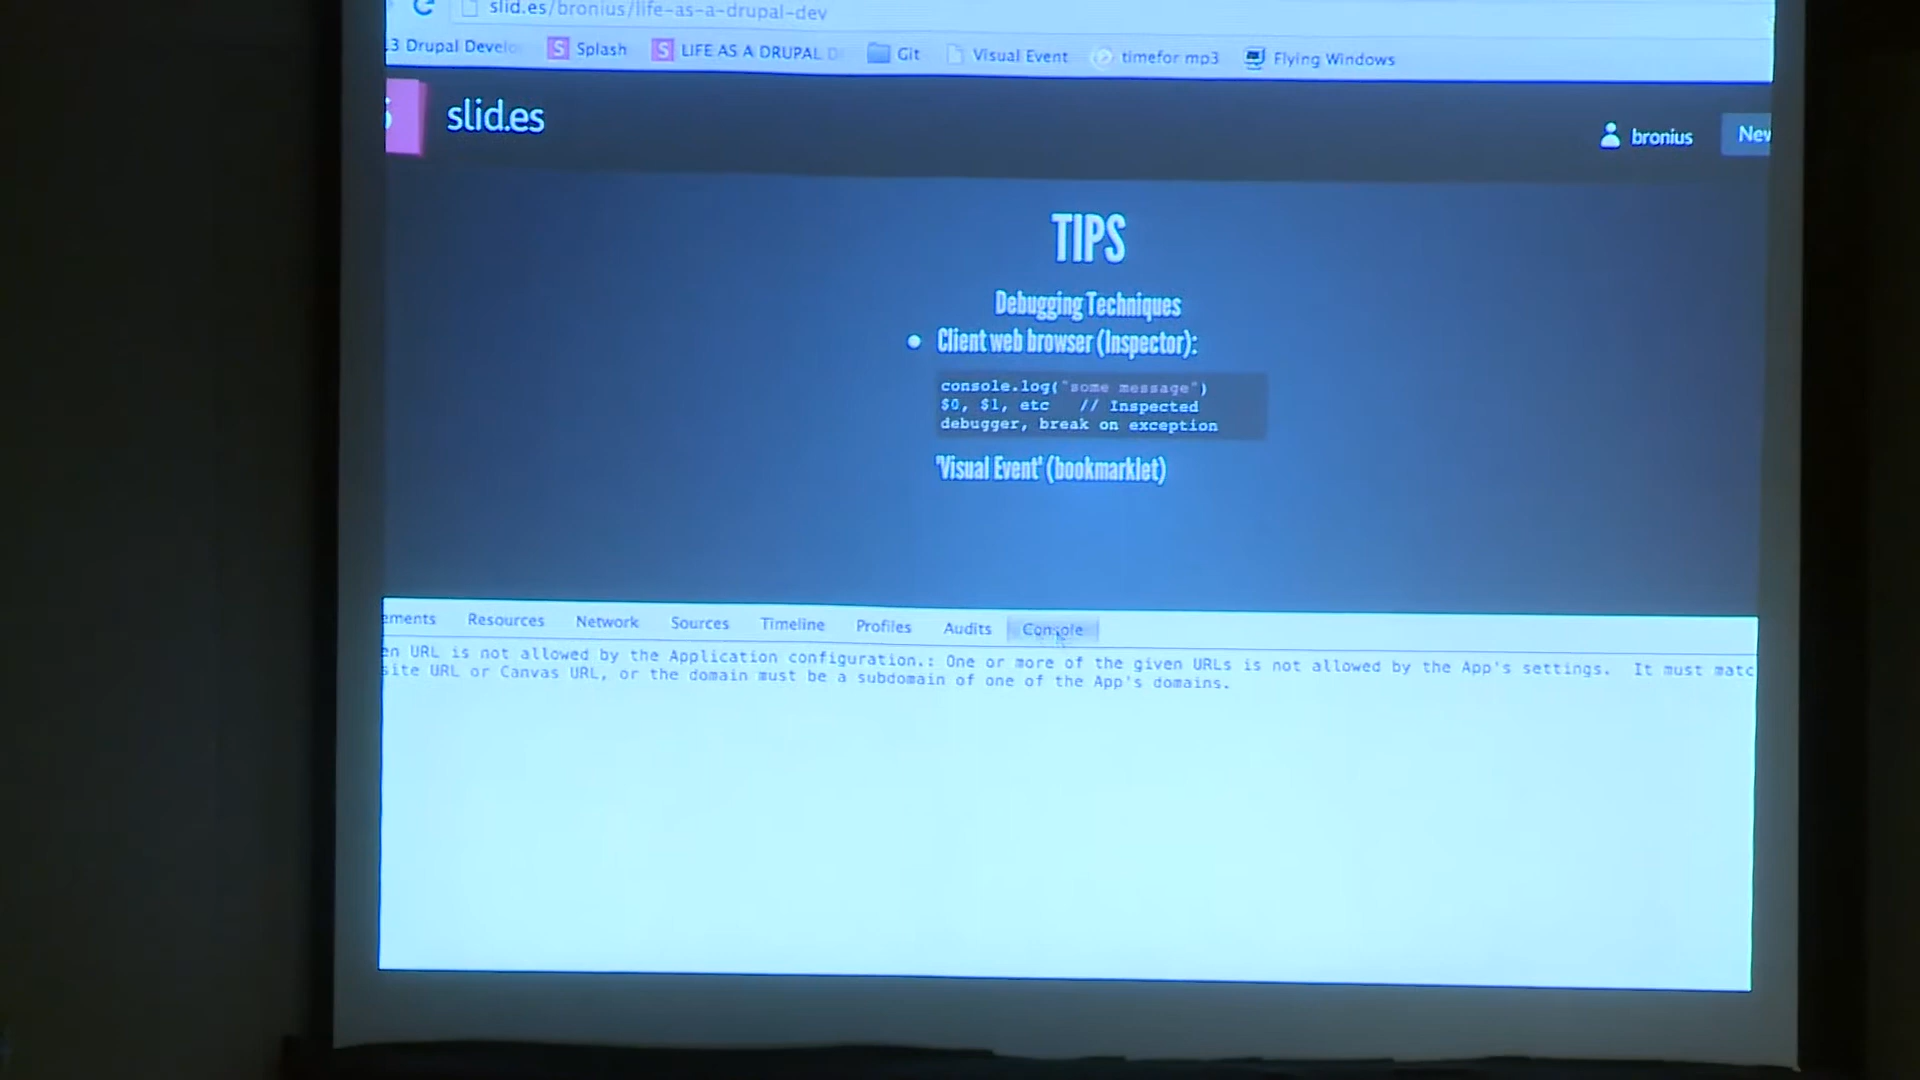 slid.es/bronius/life-as-a-drupal-dev
13 Drupal Develo
S Splash
S LIFE AS A DRUPAL D
Git
Visual Event
timefor mp3
Flying Windows
slid.es
bronius
New
TIPS
Debugging Techniques
Client web browser (Inspector):
console.log("some message")
$0, $1, etc // Inspected
debugger, break on exception
'Visual Event' (bookmarklet)
ements Resources Network Sources Timeline Profiles Audits Console
en URL is not allowed by the Application configuration.: One or more of the given URLs is not allowed by the App's settings. It must matc
site URL or Canvas URL, or the domain must be a subdomain of one of the App's domains.